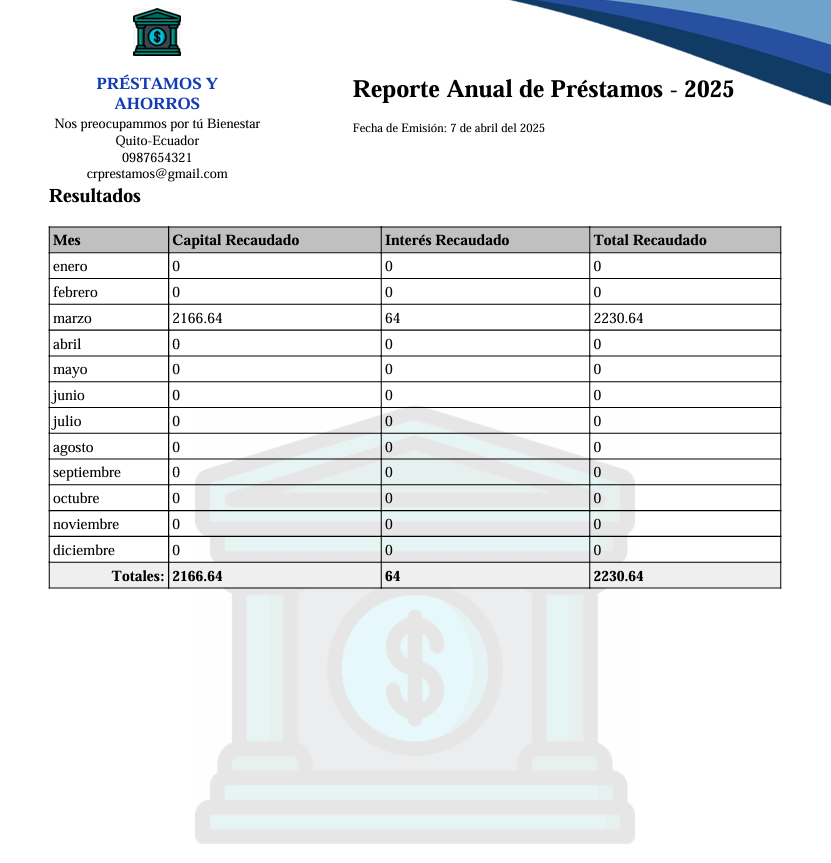 PRÉSTAMOS Y
AHORROS
Nos preocupammos por tú Bienestar
Quito-Ecuador
0987654321
crprestamos@gmail.com
Reporte Anual de Préstamos - 2025
Fecha de Emisión: 7 de abril del 2025
Resultados
Mes Capital Recaudado Interés Recaudado Total Recaudado
enero 0 0 0
febrero 0 0 0
marzo 2166.64 64 2230.64
abril 0 0 0
mayo 0 0 0
junio 0 0 0
julio 0 0 0
agosto 0 0 0
septiembre 0 0 0
octubre 0 0 0
noviembre 0 0 0
diciembre 0 0 0
Totales: 2166.64 64 2230.64